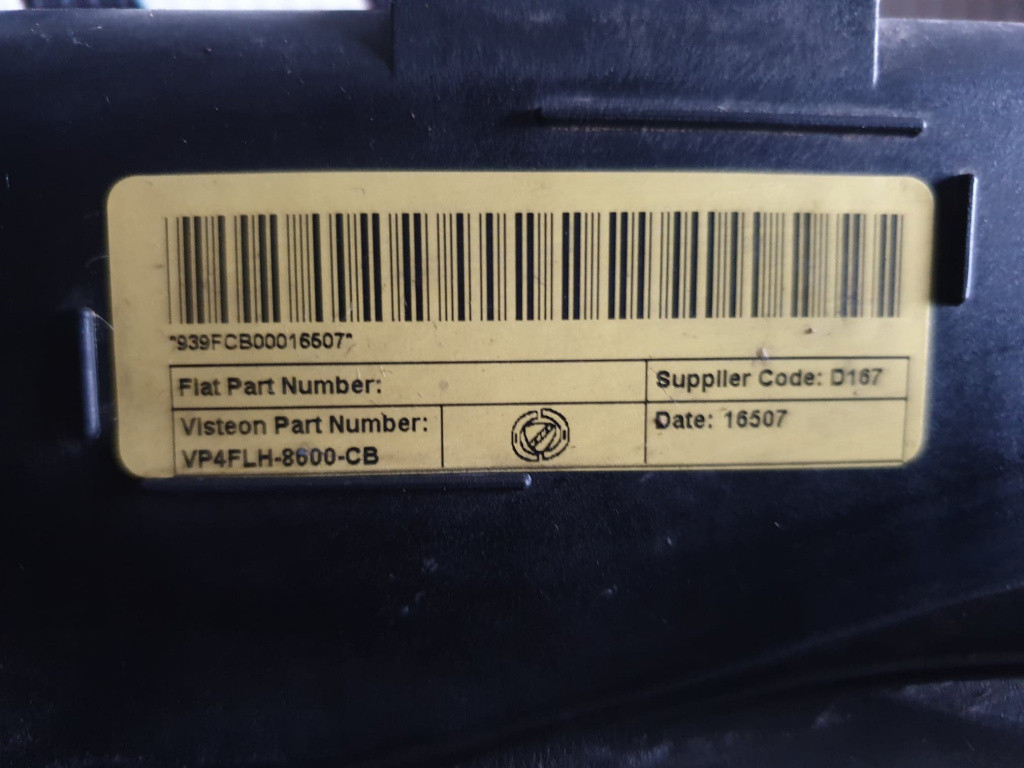 "939FCB00016507"
Fiat Part Number:
Supplier Code: D167
Visteon Part Number:
Date: 16507
VP4FLH-8600-CB